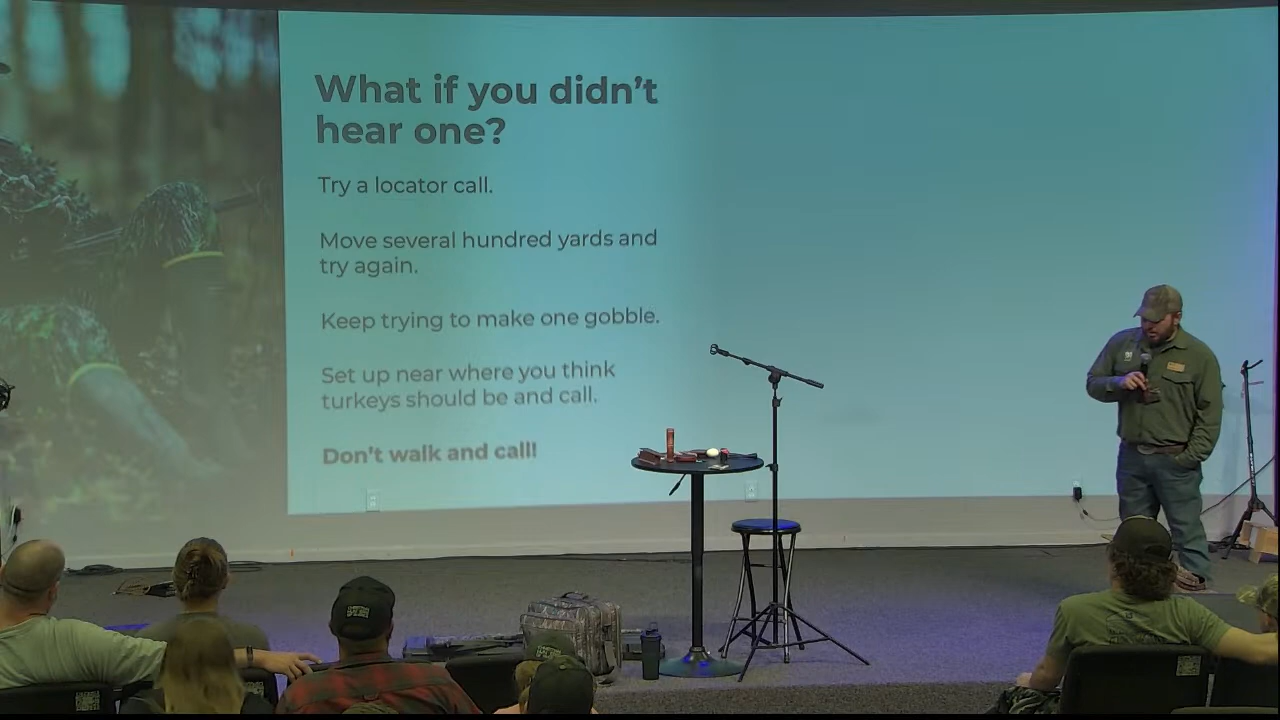 What if you didn't
hear one?
Try a locator call.
Move several hundred yards and
try again.
Keep trying to make one gobble.
Set up near where you think
turkeys should be and call.
Don't walk and call!